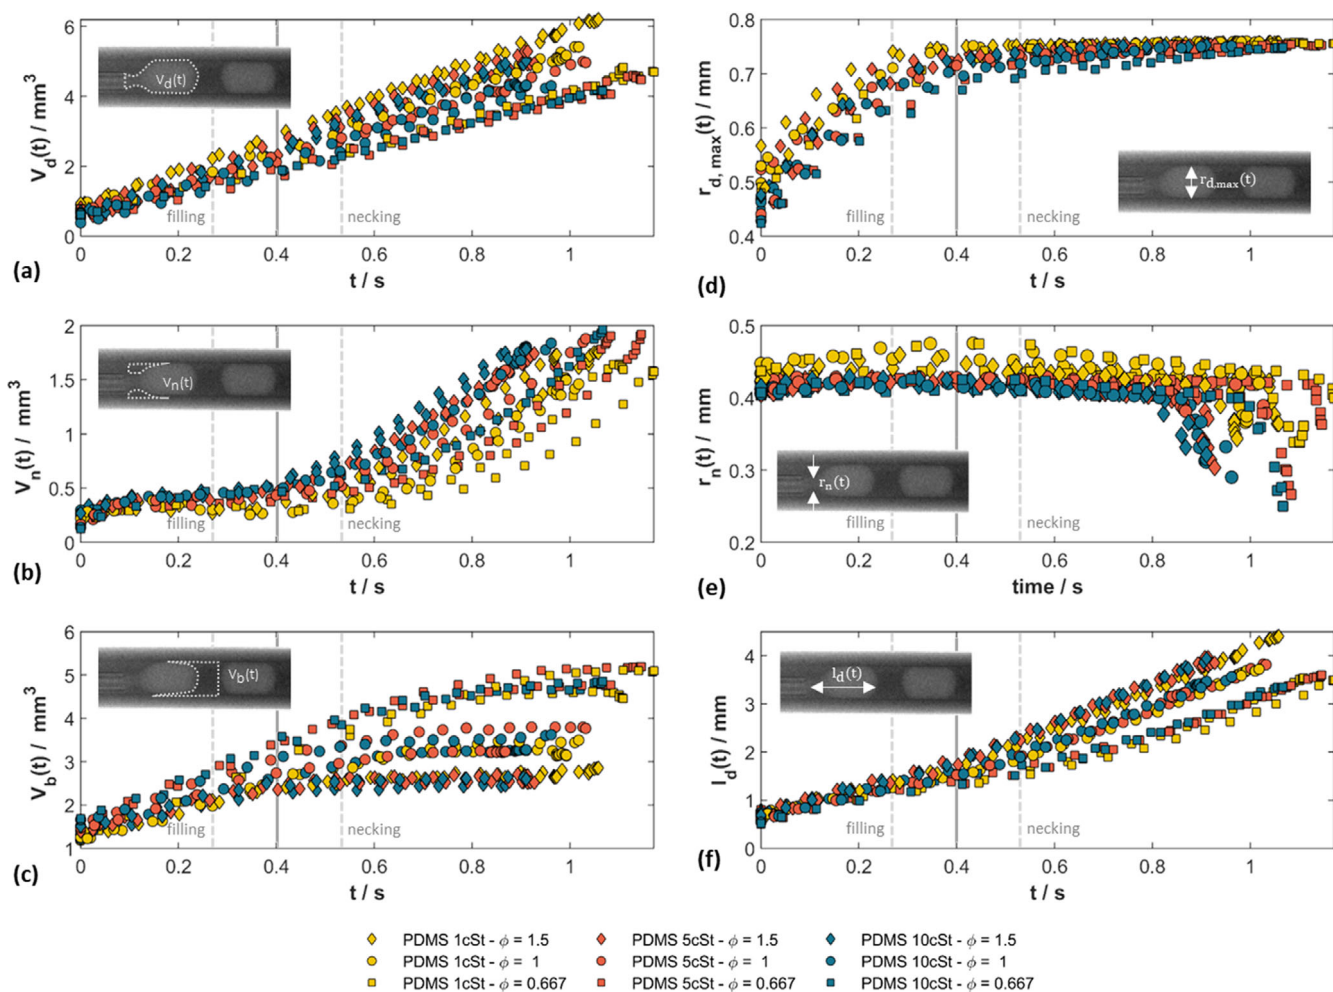 6
4
2
0
V_d(t) / mm³
V_d(t)
filling
necking
0
0.2
0.4
0.6
0.8
1
t / s
(a)
0.8
0.7
0.6
0.5
0.4
r_{d, max}(t) / mm
r_{d,max}(t)
filling
necking
0
0.2
0.4
0.6
0.8
1
t / s
(d)
2
1.5
1
0.5
0
V_n(t) / mm³
V_n(t)
filling
necking
0
0.2
0.4
0.6
0.8
1
t / s
(b)
0.5
0.4
0.3
0.2
r_n(t) / mm
r_n(t)
filling
necking
0
0.2
0.4
0.6
0.8
1
time / s
(e)
6
5
4
3
2
1
V_b(t) / mm³
V_b(t)
filling
necking
0
0.2
0.4
0.6
0.8
1
t / s
(c)
4
3
2
1
0
l_d(t) / mm
l_d(t)
filling
necking
0
0.2
0.4
0.6
0.8
1
t / s
(f)
PDMS 1cSt - ϕ = 1.5
PDMS 5cSt - ϕ = 1.5
PDMS 10cSt - ϕ = 1.5
PDMS 1cSt - ϕ = 1
PDMS 5cSt - ϕ = 1
PDMS 10cSt - ϕ = 1
PDMS 1cSt - ϕ = 0.667
PDMS 5cSt - ϕ = 0.667
PDMS 10cSt - ϕ = 0.667